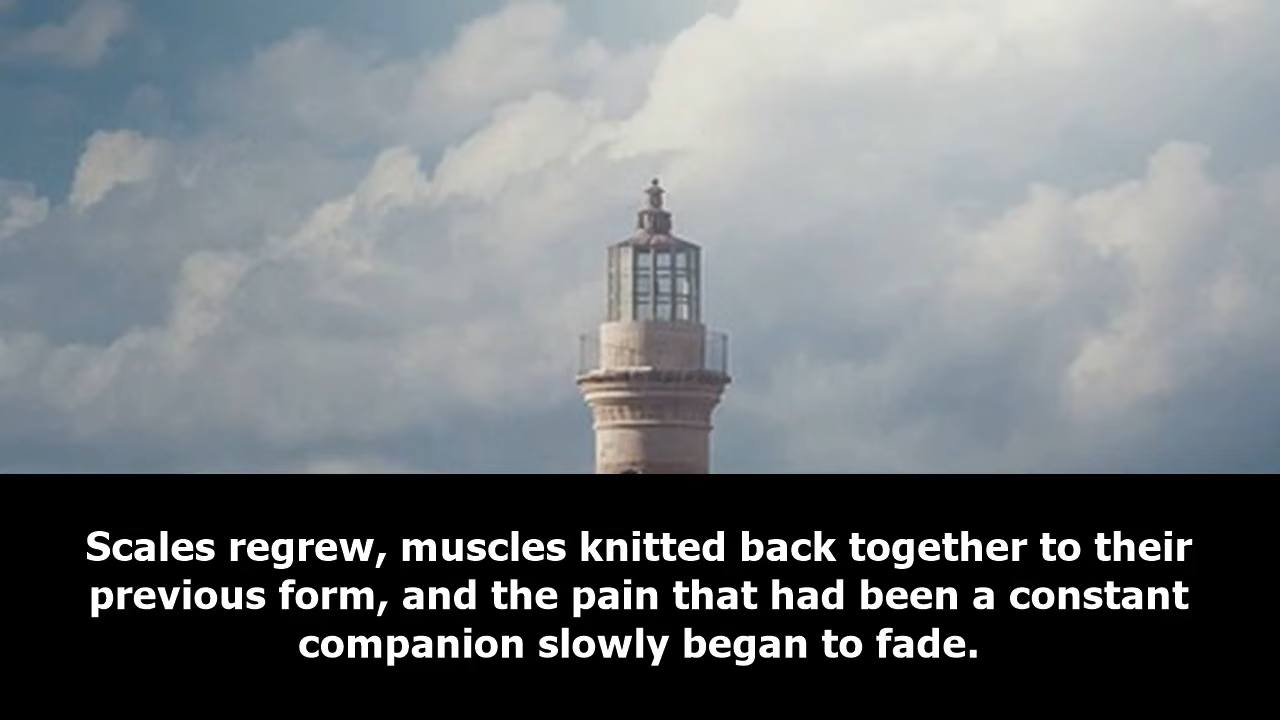 Scales regrew, muscles knitted back together to their
previous form, and the pain that had been a constant
companion slowly began to fade.